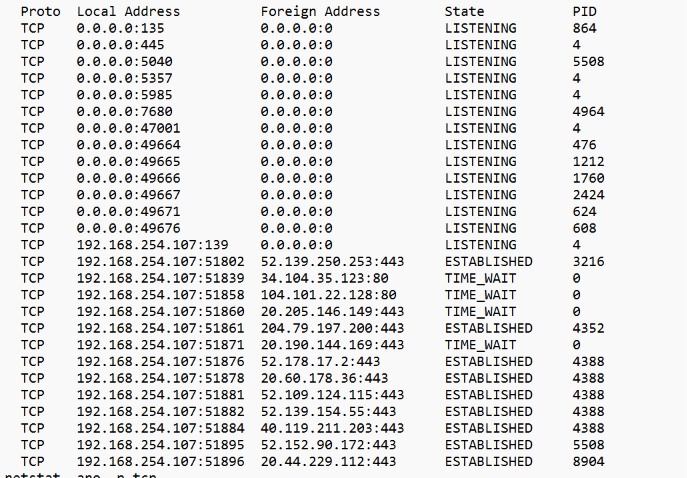 Proto Local Address Foreign Address State PID
TCP 0.0.0.0:135 0.0.0.0:0 LISTENING 864
TCP 0.0.0.0:445 0.0.0.0:0 LISTENING 4
TCP 0.0.0.0:5040 0.0.0.0:0 LISTENING 5508
TCP 0.0.0.0:5357 0.0.0.0:0 LISTENING 4
TCP 0.0.0.0:5985 0.0.0.0:0 LISTENING 4
TCP 0.0.0.0:7680 0.0.0.0:0 LISTENING 4964
TCP 0.0.0.0:47001 0.0.0.0:0 LISTENING 4
TCP 0.0.0.0:49664 0.0.0.0:0 LISTENING 476
TCP 0.0.0.0:49665 0.0.0.0:0 LISTENING 1212
TCP 0.0.0.0:49666 0.0.0.0:0 LISTENING 1760
TCP 0.0.0.0:49667 0.0.0.0:0 LISTENING 2424
TCP 0.0.0.0:49671 0.0.0.0:0 LISTENING 624
TCP 0.0.0.0:49676 0.0.0.0:0 LISTENING 608
TCP 192.168.254.107:139 0.0.0.0:0 LISTENING 4
TCP 192.168.254.107:51802 52.139.250.253:443 ESTABLISHED 3216
TCP 192.168.254.107:51839 34.104.35.123:80 TIME_WAIT 0
TCP 192.168.254.107:51858 104.101.22.128:80 TIME_WAIT 0
TCP 192.168.254.107:51860 20.205.146.149:443 TIME_WAIT 0
TCP 192.168.254.107:51861 204.79.197.200:443 ESTABLISHED 4352
TCP 192.168.254.107:51871 20.190.144.169:443 TIME_WAIT 0
TCP 192.168.254.107:51876 52.178.17.2:443 ESTABLISHED 4388
TCP 192.168.254.107:51878 20.60.178.36:443 ESTABLISHED 4388
TCP 192.168.254.107:51881 52.109.124.115:443 ESTABLISHED 4388
TCP 192.168.254.107:51882 52.139.154.55:443 ESTABLISHED 4388
TCP 192.168.254.107:51884 40.119.211.203:443 ESTABLISHED 4388
TCP 192.168.254.107:51895 52.152.90.172:443 ESTABLISHED 5508
TCP 192.168.254.107:51896 20.44.229.112:443 ESTABLISHED 8904